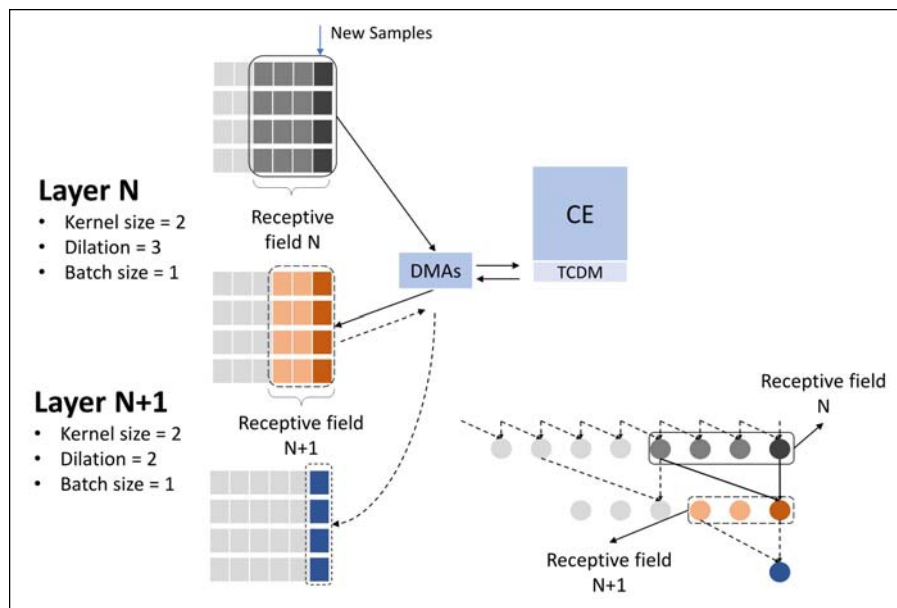 New Samples
Layer N
• Kernel size = 2
• Dilation = 3
• Batch size = 1
Receptive
field N
CE
TCDM
DMAs
Layer N+1
• Kernel size = 2
• Dilation = 2
• Batch size = 1
Receptive field
N+1
Receptive field
N
Receptive field
N+1